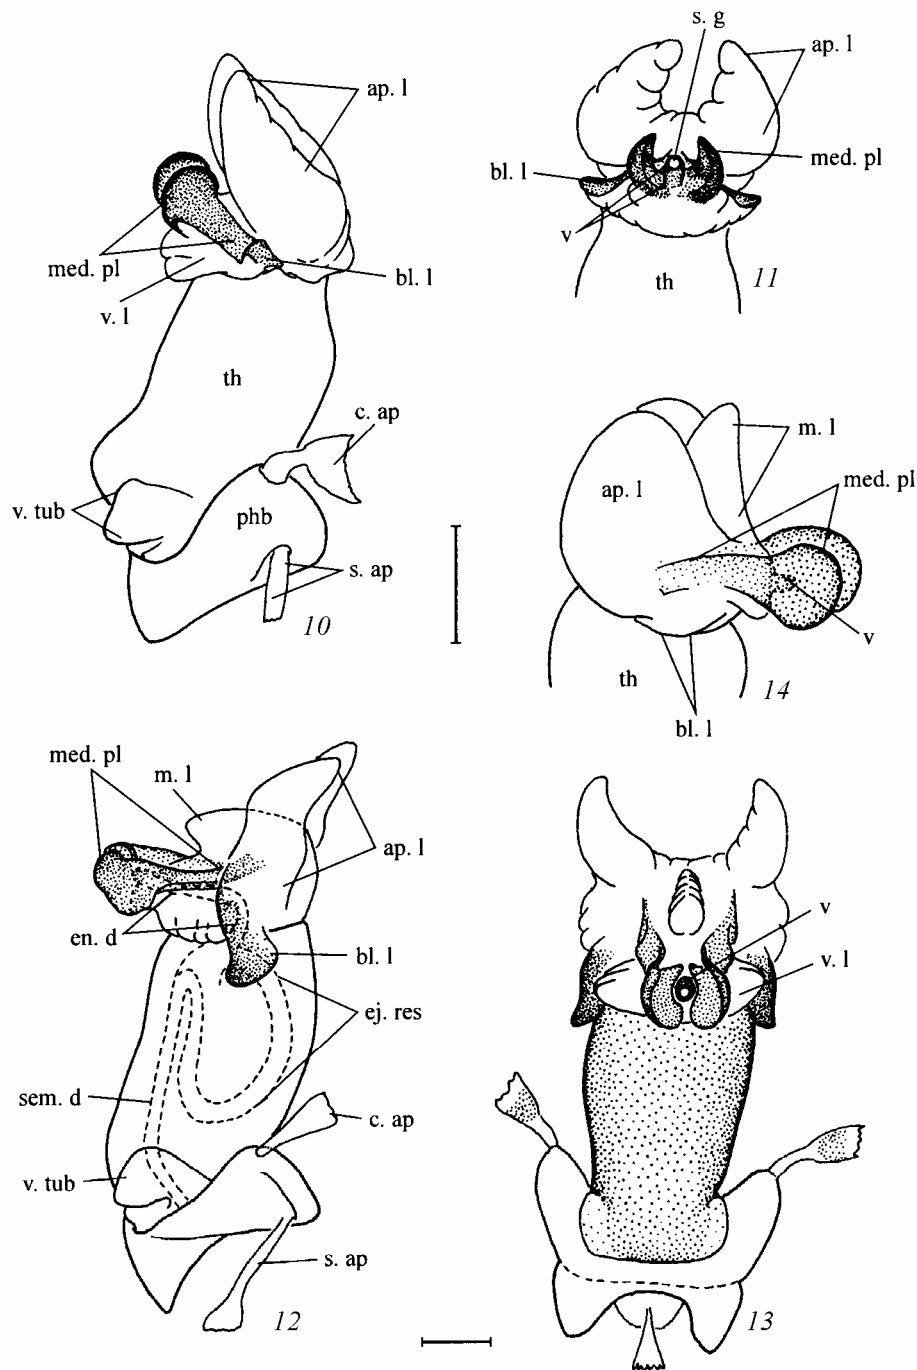 ap. l
med. pl
v. l
bl. l
th
c. ap
v. tub
phb
s. ap
10
s. g
ap. l
bl. l
med. pl
v
th
11
m. l
ap. l
med. pl
v
th
14
bl. l
med. pl
m. l
ap. l
en. d
bl. l
ej. res
sem. d
c. ap
v. tub
s. ap
12
v
v. l
13